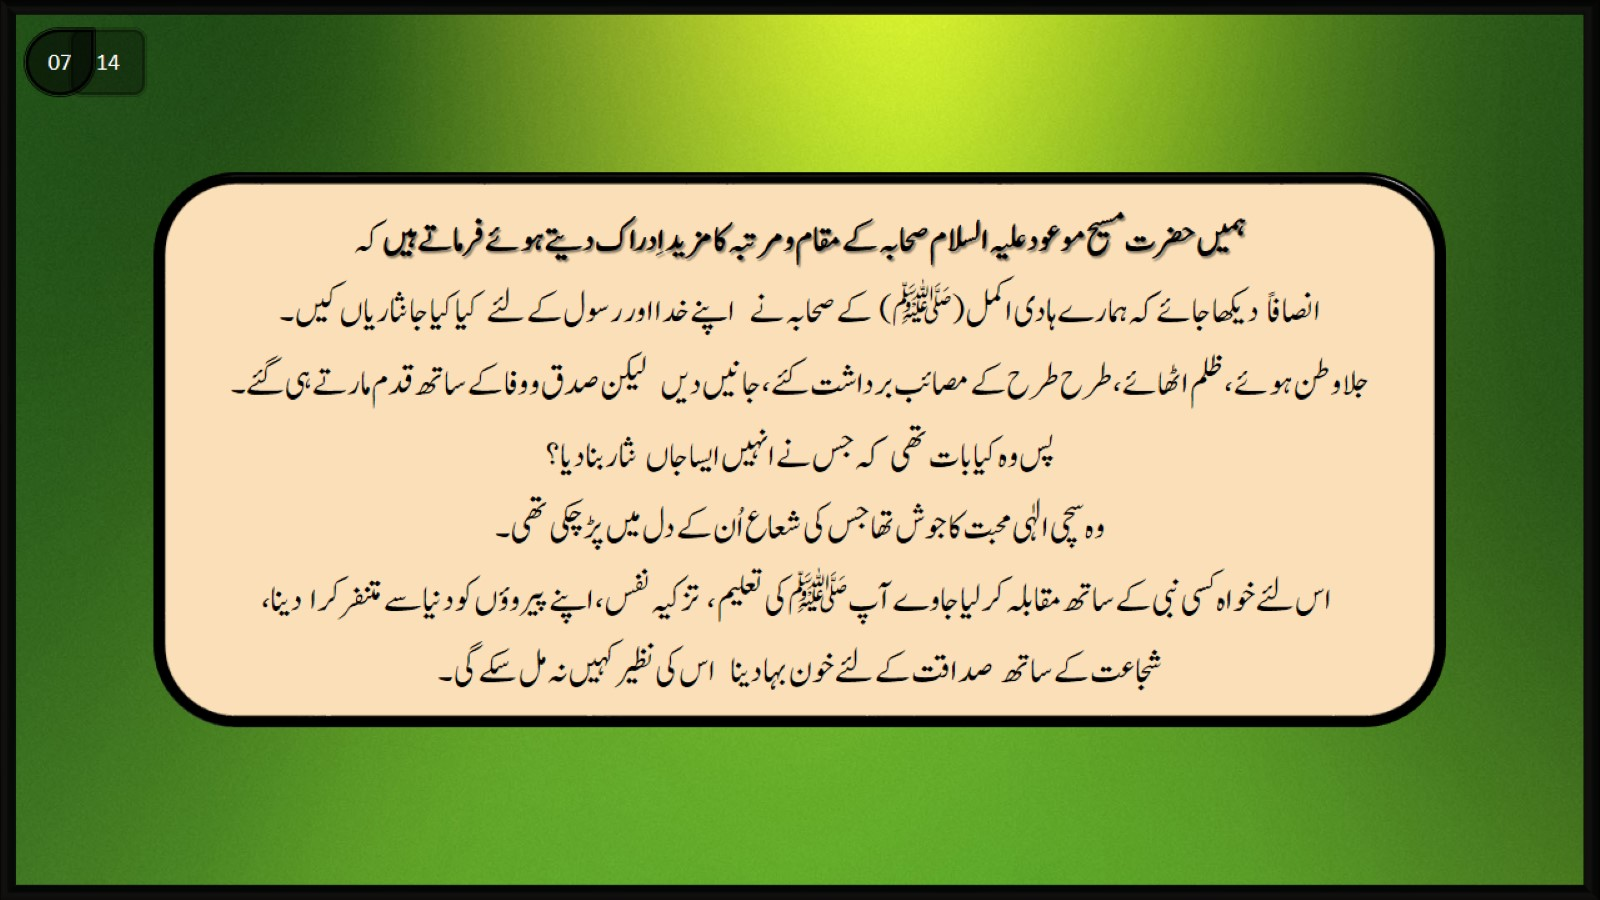 07 14
ہمیں حضرت مسیح موعود علیہ السلام صحابہ کے مقام و مرتبہ کا مزید اِدراک دیتے ہوئے فرماتے ہیں کہ
انصافاً دیکھا جائے کہ ہمارے ہادی اکمل (ﷺ) کے صحابہ نے اپنے خدا اور رسول کے لئے کیا کیا جانثاریاں کیں۔
جلا وطن ہوئے، ظلم اٹھائے، طرح طرح کے مصائب برداشت کئے، جانیں دیں لیکن صدق و وفا کے ساتھ قدم مارتے ہی گئے۔
پس وہ کیا بات تھی کہ جس نے انہیں ایسا جاں نثار بنا دیا؟
وہ سچی الٰہی محبت کا جوش تھا جس کی شعاع اُن کے دل میں پڑ چکی تھی۔
اس لئے خواہ کسی نبی کے ساتھ مقابلہ کر لیا جاوے آپ ﷺ کی تعلیم، تزکیہ نفس، اپنے پیروؤں کو دنیا سے متنفر کرا دینا،
شجاعت کے ساتھ صداقت کے لئے خون بہا دینا اس کی نظیر کہیں نہ مل سکے گی۔